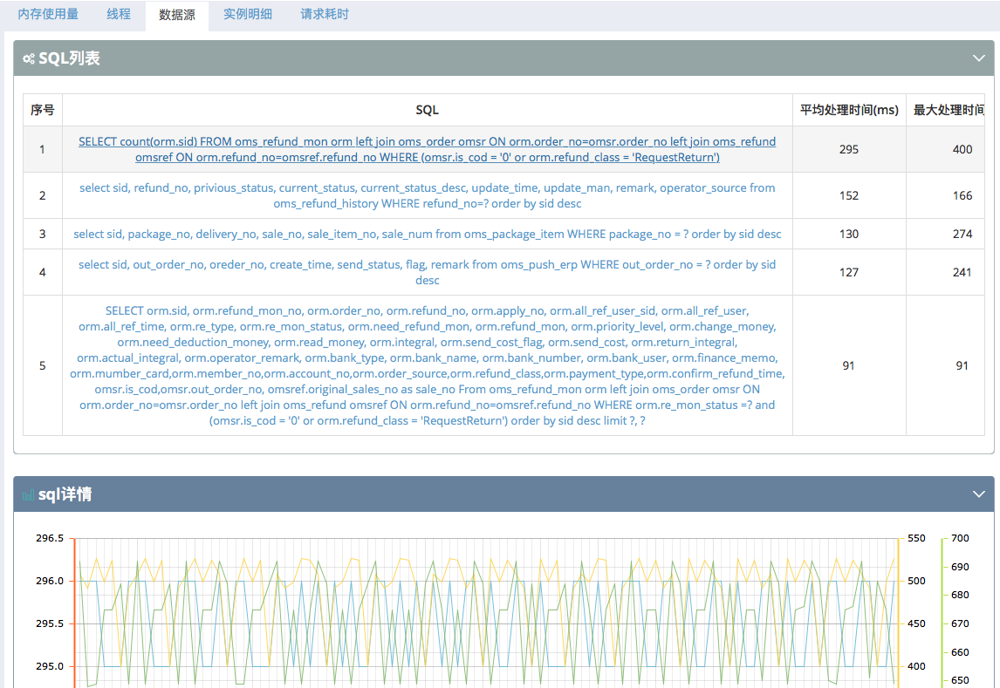 内存使用量 线程 数据源 实例明细 请求耗时
SQL列表
序号 SQL 平均处理时间(ms) 最大处理时间
1 SELECT count(orm.sid) FROM oms_refund_mon orm left join oms_order omsr ON orm.order_no=omsr.order_no left join oms_refund 295 400
omsref ON orm.refund_no=omsref.refund_no WHERE (omsr.is_cod = '0' or orm.refund_class = 'RequestReturn')
2 select sid, refund_no, privious_status, current_status, current_status_desc, update_time, update_man, remark, operator_source from 152 166
oms_refund_history WHERE refund_no=? order by sid desc
3 select sid, package_no, delivery_no, sale_no, sale_item_no, sale_num from oms_package_item WHERE package_no = ? order by sid desc 130 274
4 select sid, out_order_no, oreder_no, create_time, send_status, flag, remark from oms_push_erp WHERE out_order_no = ? order by sid 127 241
desc
SELECT orm.sid, orm.refund_mon_no, orm.order_no, orm.refund_no, orm.apply_no, orm.all_ref_user_sid, orm.all_ref_user,
orm.all_ref_time, orm.re_type, orm.re_mon_status, orm.need_refund_mon, orm.refund_mon, orm.priority_level, orm.change_money,
orm.need_deduction_money, orm.read_money, orm.integral, orm.send_cost_flag, orm.send_cost, orm.return_integral,
5 orm.actual_integral, orm.operator_remark, orm.bank_type, orm.bank_name, orm.bank_number, orm.bank_user, orm.finance_memo, 91 91
orm.mumber_card,orm.member_no,orm.account_no,orm.order_source,orm.refund_class,orm.payment_type,orm.confirm_refund_time,
omsr.is_cod,omsr.out_order_no, omsref.original_sales_no as sale_no From oms_refund_mon orm left join oms_order omsr ON
orm.order_no=omsr.order_no left join oms_refund omsref ON orm.refund_no=omsref.refund_no WHERE orm.re_mon_status =? and
(omsr.is_cod = '0' or orm.refund_class = 'RequestReturn') order by sid desc limit ?, ?
sql详情
296.5 550 700
690
296.0 500 680
295.5 450 670
660
295.0 400
650